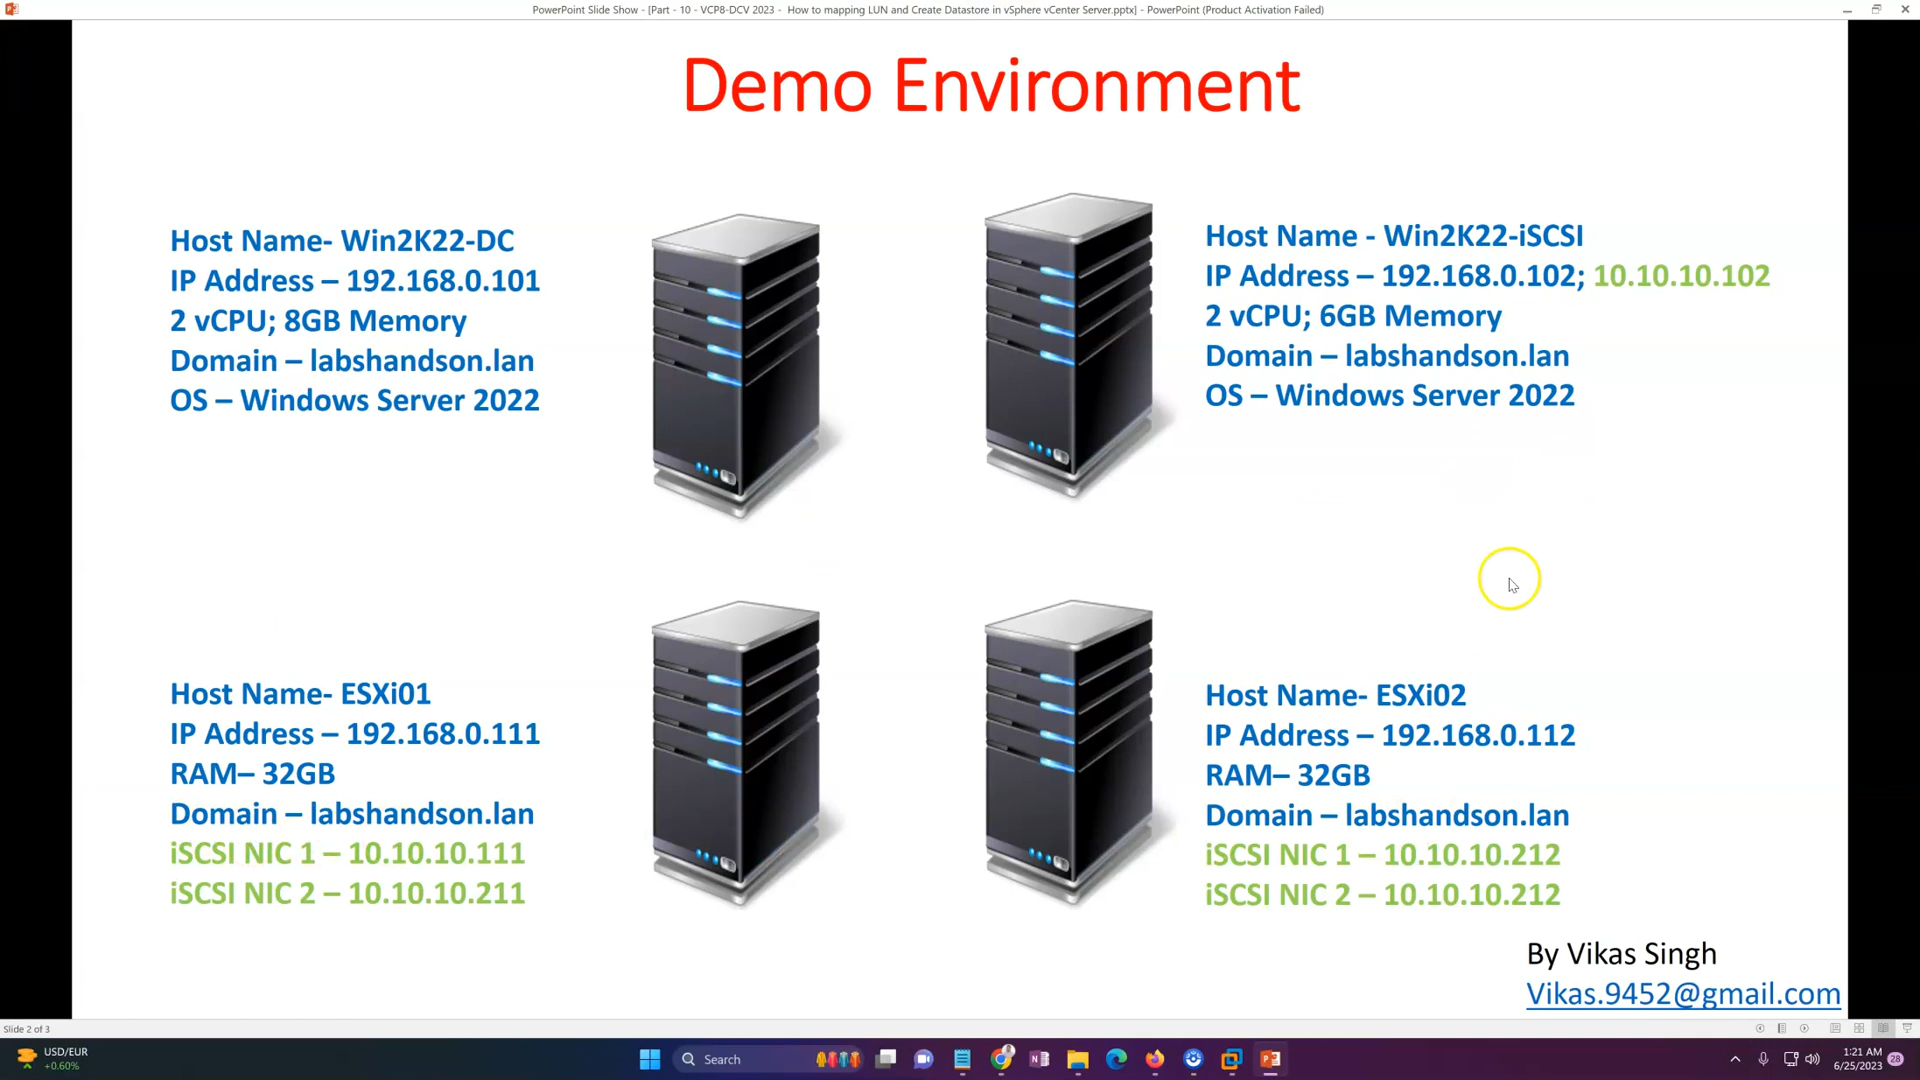 PowerPoint Slide Show - [Part - 10 - VCP8-DCV 2023 - How to mapping LUN and Create Datastore in vSphere vCenter Server.pptx] - PowerPoint (Product Activation Failed)
Demo Environment
Host Name- Win2K22-DC
IP Address – 192.168.0.101
2 vCPU; 8GB Memory
Domain – labshandson.lan
OS – Windows Server 2022
Host Name - Win2K22-iSCSI
IP Address – 192.168.0.102; 10.10.10.102
2 vCPU; 6GB Memory
Domain – labshandson.lan
OS – Windows Server 2022
Host Name- ESXi01
IP Address – 192.168.0.111
RAM– 32GB
Domain – labshandson.lan
iSCSI NIC 1 – 10.10.10.111
iSCSI NIC 2 – 10.10.10.211
Host Name- ESXi02
IP Address – 192.168.0.112
RAM– 32GB
Domain – labshandson.lan
iSCSI NIC 1 – 10.10.10.212
iSCSI NIC 2 – 10.10.10.212
By Vikas Singh
Vikas.9452@gmail.com
Slide 2 of 3
USD/EUR
+0.60%
Search
1:21 AM
6/25/2023
28